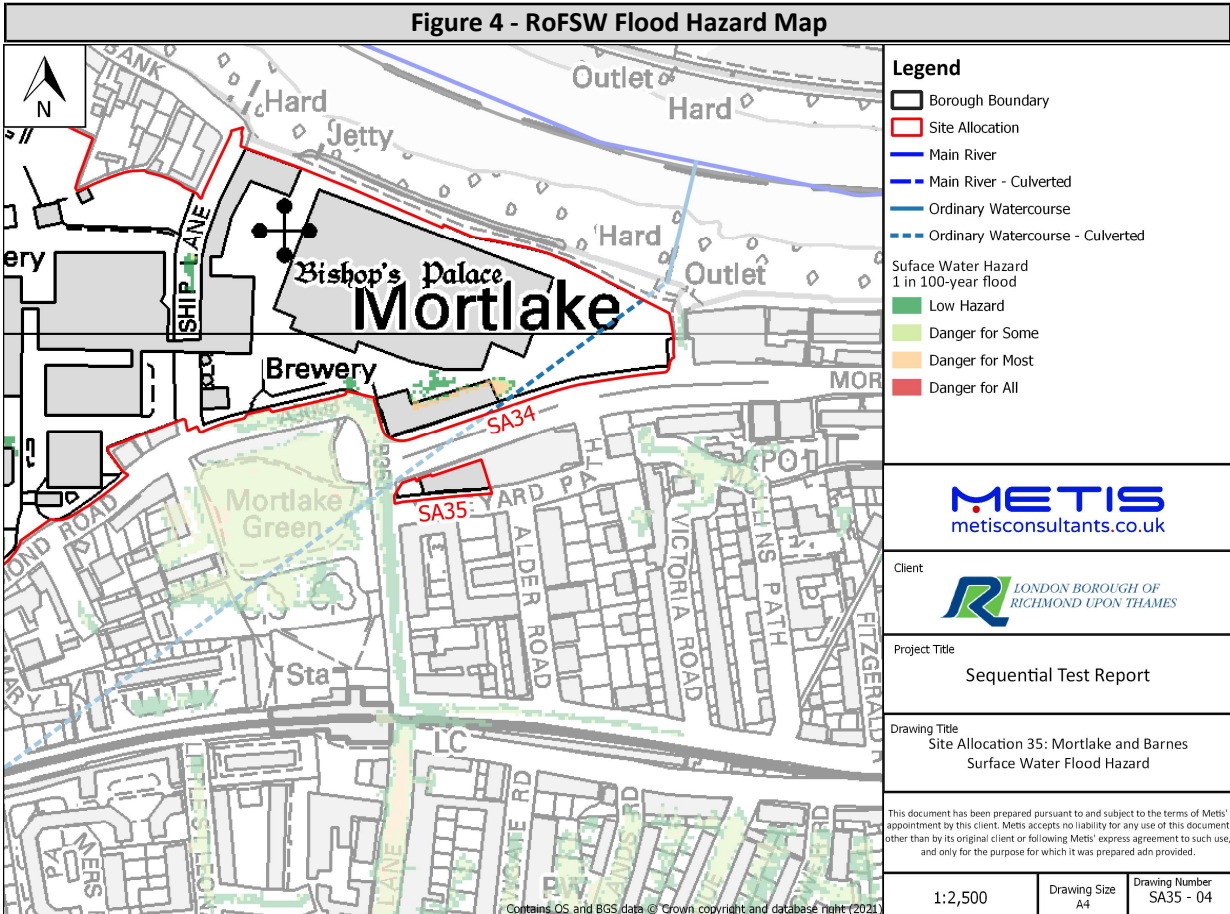 Figure 4 - RoFSW Flood Hazard Map
N
BANK
Hard
Jetty
Outlet
Hard
Hard
Outlet
SHIP LANE
ery
Bishop's Palace
Mortlake
Brewery
MOR
SA34
SA35
YARD PATH
Mortlake
Green
OND ROAD
ALDER ROAD
VICTORIA ROAD
PATH
FITZGERALD
Sta
LC
LANE
Contains OS and BGS data © Crown copyright and database right (2021)
Legend
Borough Boundary
Site Allocation
Main River
Main River - Culverted
Ordinary Watercourse
Ordinary Watercourse - Culverted
Suface Water Hazard
1 in 100-year flood
Low Hazard
Danger for Some
Danger for Most
Danger for All
METIS
metisconsultants.co.uk
Client
LONDON BOROUGH OF
RICHMOND UPON THAMES
Project Title
Sequential Test Report
Drawing Title
Site Allocation 35: Mortlake and Barnes
Surface Water Flood Hazard
This document has been prepared pursuant to and subject to the terms of Metis'
appointment by this client. Metis accepts no liability for any use of this document
other than by its original client or following Metis' express agreement to such use,
and only for the purpose for which it was prepared adn provided.
1:2,500
Drawing Size
A4
Drawing Number
SA35 - 04